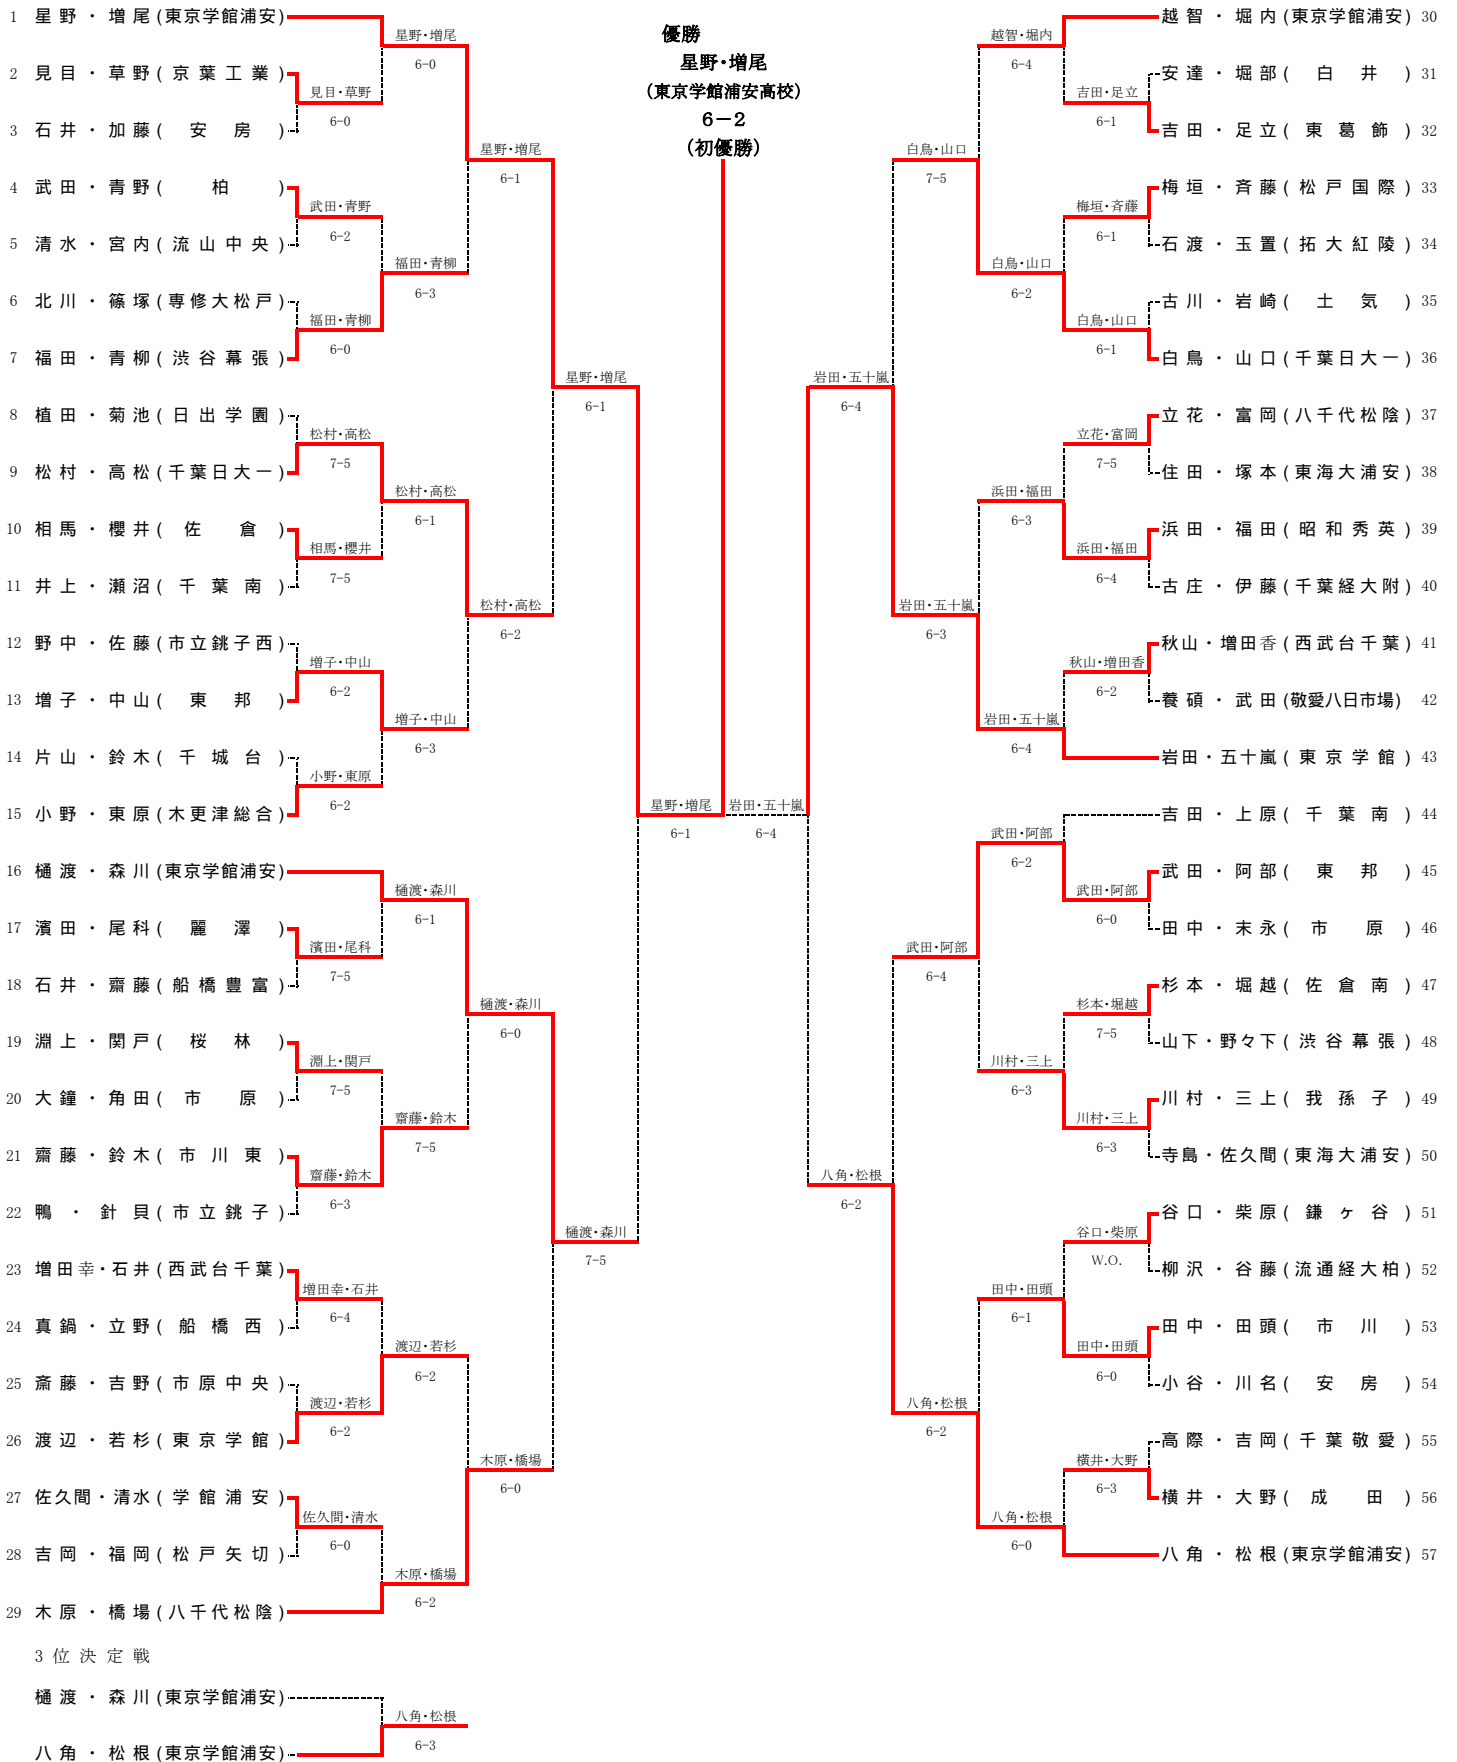 優勝
星野・増尾
(東京学館浦安高校)
6－2
(初優勝)
1 星野・増尾(東京学館浦安)
2 見目・草野(京葉工業)
3 石井・加藤(安房)
4 武田・青野(柏)
5 清水・宮内(流山中央)
6 北川・篠塚(専修大松戸)
7 福田・青柳(渋谷幕張)
8 植田・菊池(日出学園)
9 松村・高松(千葉日大一)
10 相馬・櫻井(佐倉)
11 井上・瀬沼(千葉南)
12 野中・佐藤(市立銚子西)
13 増子・中山(東邦)
14 片山・鈴木(千城台)
15 小野・東原(木更津総合)
16 樋渡・森川(東京学館浦安)
17 濱田・尾科(麗澤)
18 石井・齋藤(船橋豊富)
19 淵上・関戸(桜林)
20 大鐘・角田(市原)
21 齋藤・鈴木(市川東)
22 鴨・針貝(市立銚子)
23 増田幸・石井(西武台千葉)
24 真鍋・立野(船橋西)
25 斎藤・吉野(市原中央)
26 渡辺・若杉(東京学館)
27 佐久間・清水(学館浦安)
28 吉岡・福岡(松戸矢切)
29 木原・橋場(八千代松陰)
見目・草野
6-0
武田・青野
6-2
福田・青柳
6-0
松村・高松
7-5
相馬・櫻井
7-5
増子・中山
6-2
小野・東原
6-2
濱田・尾科
7-5
淵上・関戸
7-5
齋藤・鈴木
6-3
増田幸・石井
6-4
渡辺・若杉
6-2
佐久間・清水
6-0
星野・増尾
6-0
福田・青柳
6-3
松村・高松
6-1
増子・中山
6-3
樋渡・森川
6-1
齋藤・鈴木
7-5
渡辺・若杉
6-2
木原・橋場
6-2
星野・増尾
6-1
松村・高松
6-2
樋渡・森川
6-0
木原・橋場
6-0
星野・増尾
6-1
樋渡・森川
7-5
星野・増尾
6-1
岩田・五十嵐
6-4
岩田・五十嵐
6-4
八角・松根
6-2
白鳥・山口
7-5
岩田・五十嵐
6-3
武田・阿部
6-4
八角・松根
6-2
越智・堀内
6-4
白鳥・山口
6-2
浜田・福田
6-3
岩田・五十嵐
6-4
武田・阿部
6-2
川村・三上
6-3
田中・田頭
6-1
八角・松根
6-0
吉田・足立
6-1
梅垣・斉藤
6-1
白鳥・山口
6-1
立花・富岡
7-5
浜田・福田
6-4
秋山・増田香
6-2
武田・阿部
6-0
杉本・堀越
7-5
川村・三上
6-3
谷口・柴原
W.O.
田中・田頭
6-0
横井・大野
6-3
越智・堀内(東京学館浦安) 30
安達・堀部(白井) 31
吉田・足立(東葛飾) 32
梅垣・斉藤(松戸国際) 33
石渡・玉置(拓大紅陵) 34
古川・岩崎(土気) 35
白鳥・山口(千葉日大一) 36
立花・富岡(八千代松陰) 37
住田・塚本(東海大浦安) 38
浜田・福田(昭和秀英) 39
古庄・伊藤(千葉経大附) 40
秋山・増田香(西武台千葉) 41
養碩・武田(敬愛八日市場) 42
岩田・五十嵐(東京学館) 43
吉田・上原(千葉南) 44
武田・阿部(東邦) 45
田中・末永(市原) 46
杉本・堀越(佐倉南) 47
山下・野々下(渋谷幕張) 48
川村・三上(我孫子) 49
寺島・佐久間(東海大浦安) 50
谷口・柴原(鎌ヶ谷) 51
柳沢・谷藤(流通経大柏) 52
田中・田頭(市川) 53
小谷・川名(安房) 54
高際・吉岡(千葉敬愛) 55
横井・大野(成田) 56
八角・松根(東京学館浦安) 57
3位決定戦
樋渡・森川(東京学館浦安)
八角・松根(東京学館浦安)
八角・松根
6-3